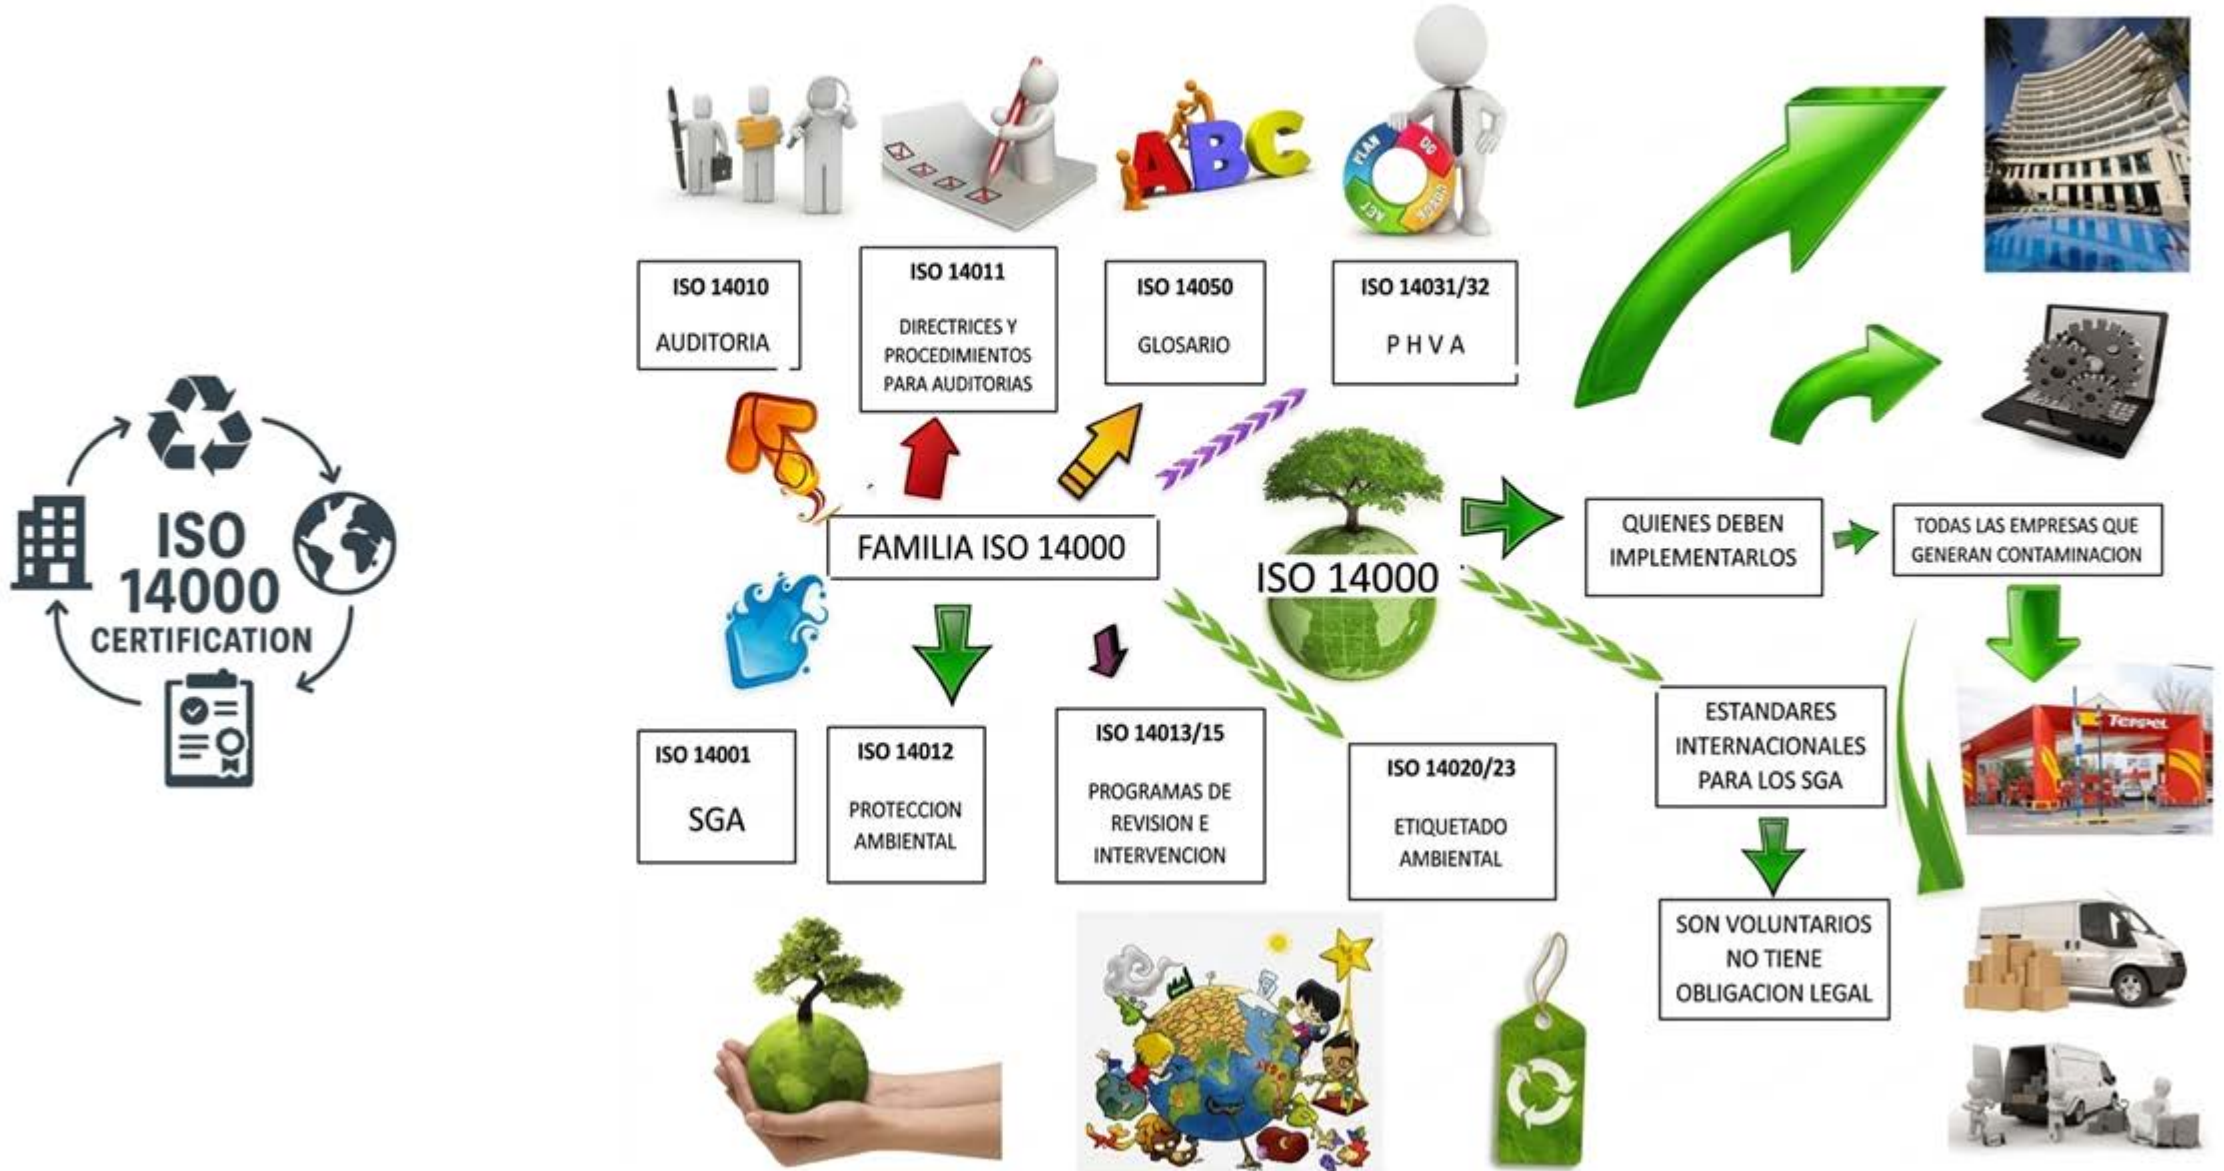 ISO
14000
CERTIFICATION
PLAN
DO
CHECK
ACT
ABC
ISO 14010
AUDITORIA
ISO 14011
DIRECTRICES Y
PROCEDIMIENTOS
PARA AUDITORIAS
ISO 14050
GLOSARIO
ISO 14031/32
P H V A
FAMILIA ISO 14000
ISO 14000
QUIENES DEBEN
IMPLEMENTARLOS
TODAS LAS EMPRESAS QUE
GENERAN CONTAMINACION
ISO 14001
SGA
ISO 14012
PROTECCION
AMBIENTAL
ISO 14013/15
PROGRAMAS DE
REVISION E
INTERVENCION
ISO 14020/23
ETIQUETADO
AMBIENTAL
ESTANDARES
INTERNACIONALES
PARA LOS SGA
Terpel
SON VOLUNTARIOS
NO TIENE
OBLIGACION LEGAL